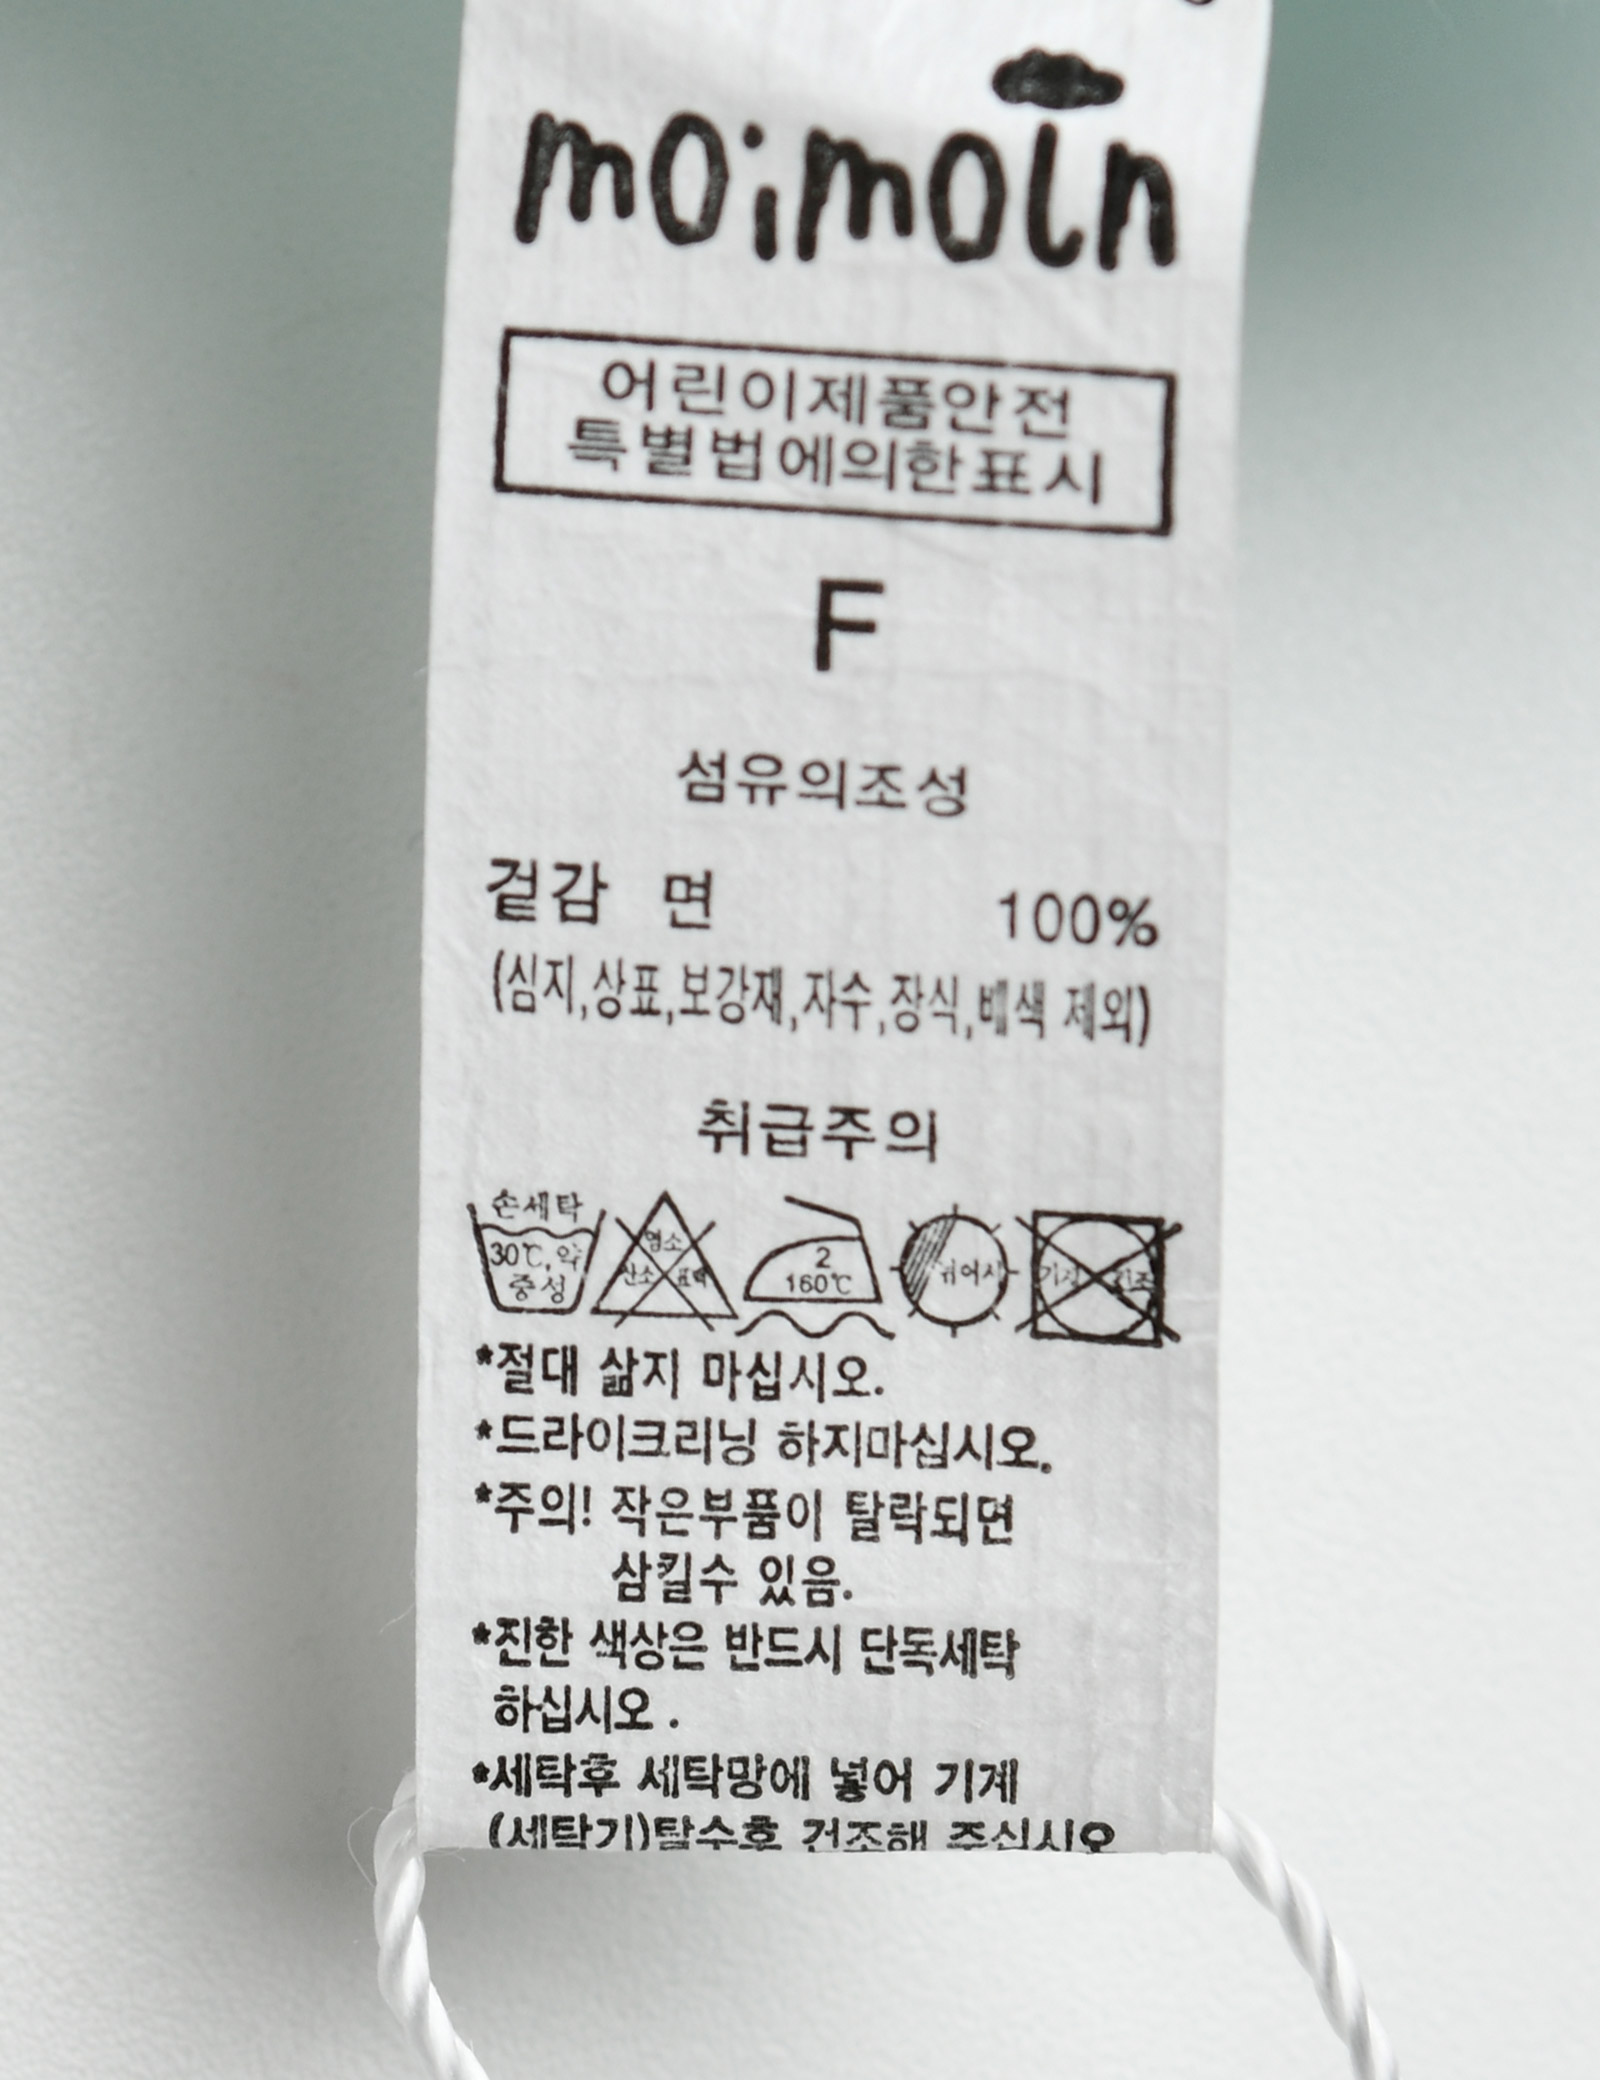 moimoln
어린이제품안전
특별법에의한표시
F
섬유의조성
겉감 면 100%
(심지,상표,보강재,자수,장식,배색 제외)
취급주의
손세탁
30℃,약
중성
염소
산소 표백
2
160℃
뉘어서
기계 건조
*절대 삶지 마십시오.
*드라이크리닝 하지마십시오.
*주의! 작은부품이 탈락되면
삼킬수 있음.
*진한 색상은 반드시 단독세탁
하십시오 .
*세탁후 세탁망에 넣어 기계
(세탁기)탈수후 건조해 주십시오